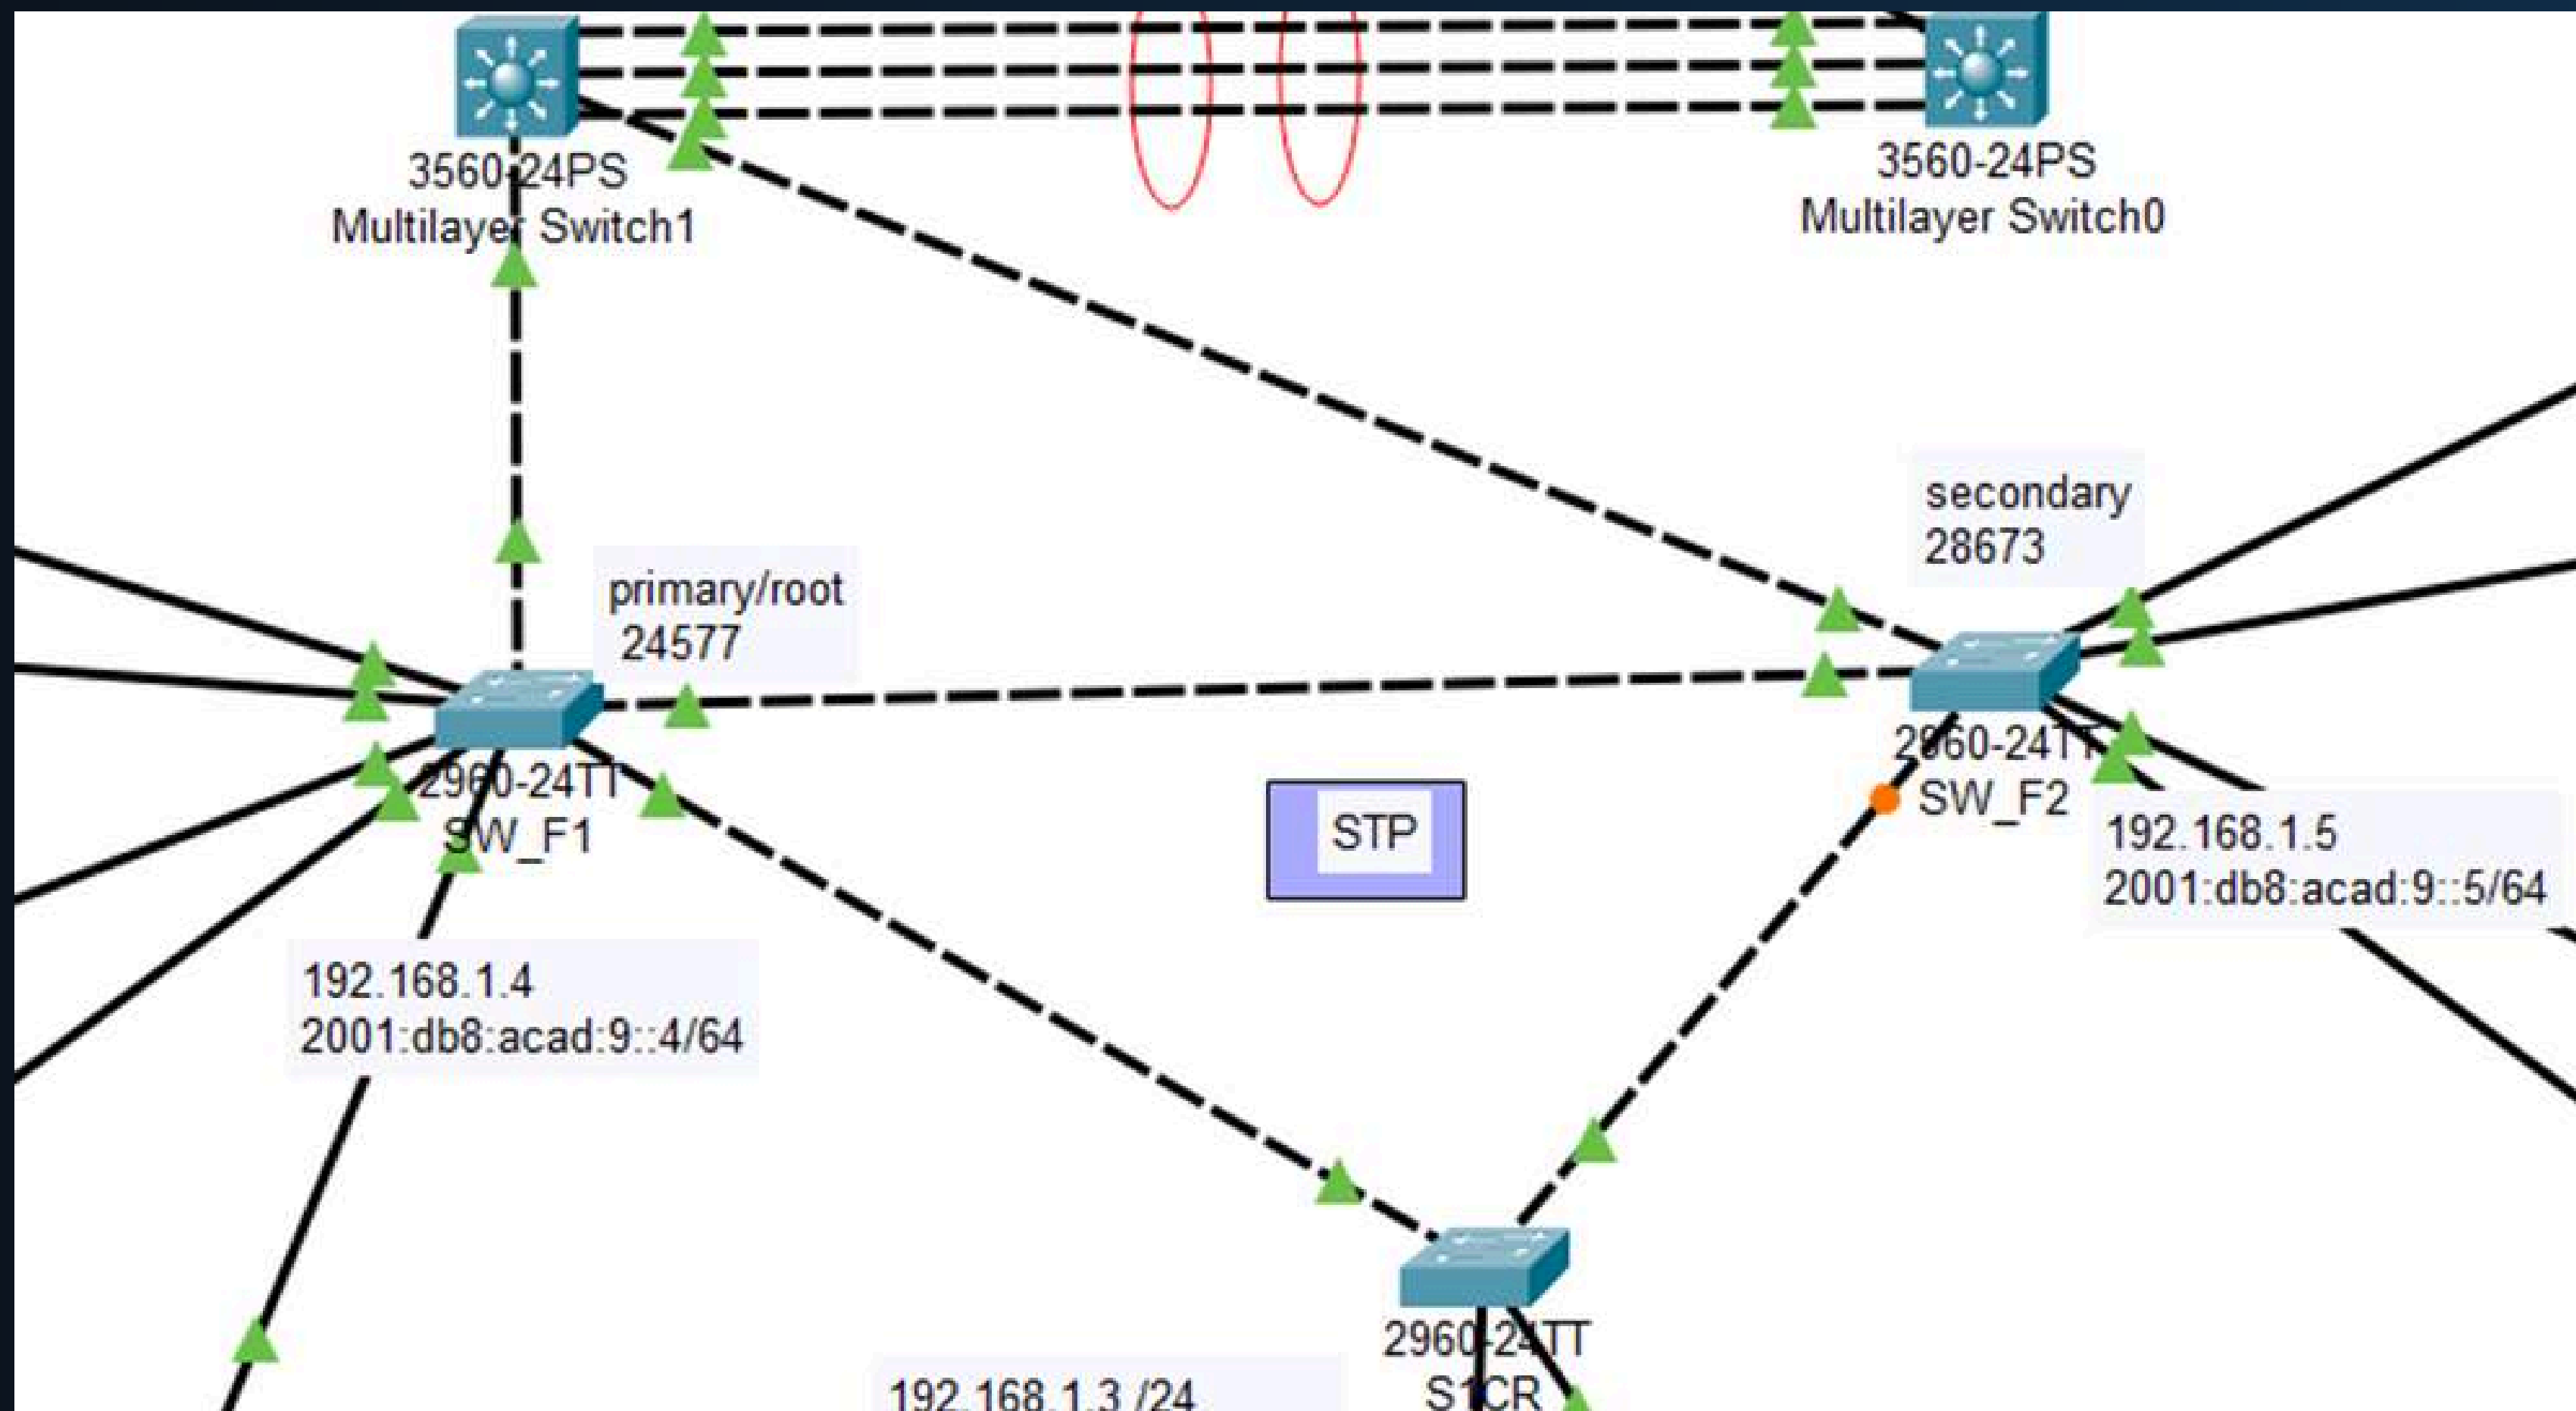 3560-24PS
Multilayer Switch1
3560-24PS
Multilayer Switch0
secondary
28673
primary/root
24577
2960-24TT
SW_F1
2960-24TT
SW_F2
STP
192.168.1.5
2001:db8:acad:9::5/64
192.168.1.4
2001:db8:acad:9::4/64
2960-24TT
S1CR
192.168.1.3 /24